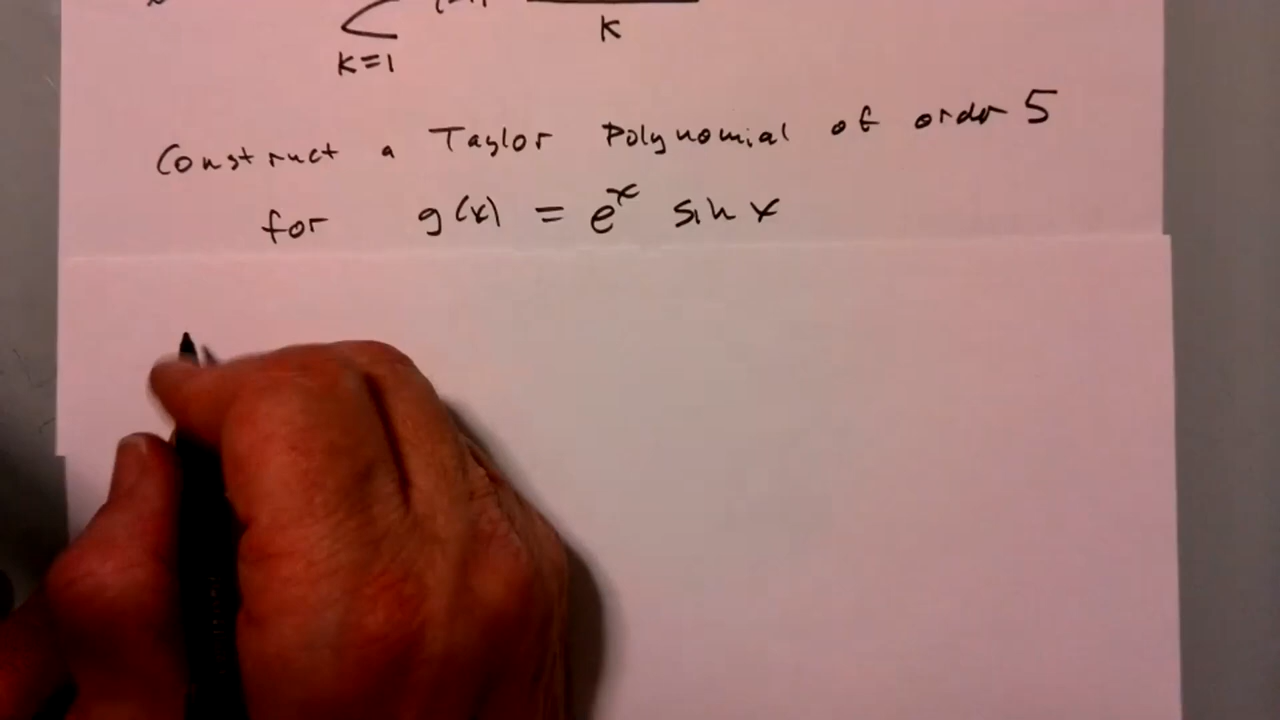 k
k=1
Construct a Taylor Polynomial of order 5
for g(x) = e^x sin x